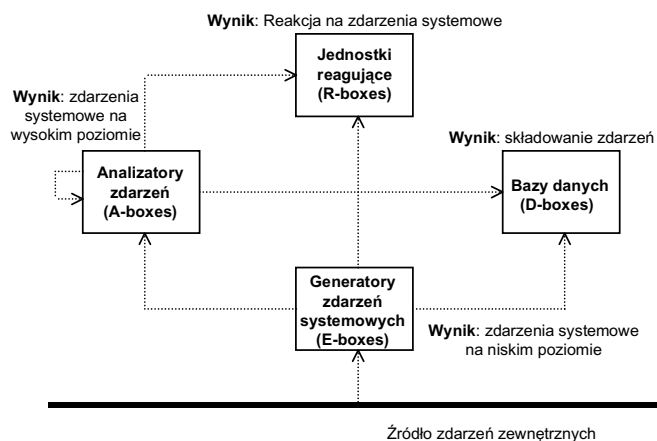 Wynik: Reakcja na zdarzenia systemowe
Jednostki
reagujące
(R-boxes)
Wynik: zdarzenia
systemowe na
wysokim poziomie
Wynik: składowanie zdarzeń
Analizatory
zdarzeń
(A-boxes)
Bazy danych
(D-boxes)
Generatory
zdarzeń
systemowych
(E-boxes)
Wynik: zdarzenia systemowe
na niskim poziomie
Źródło zdarzeń zewnętrznych